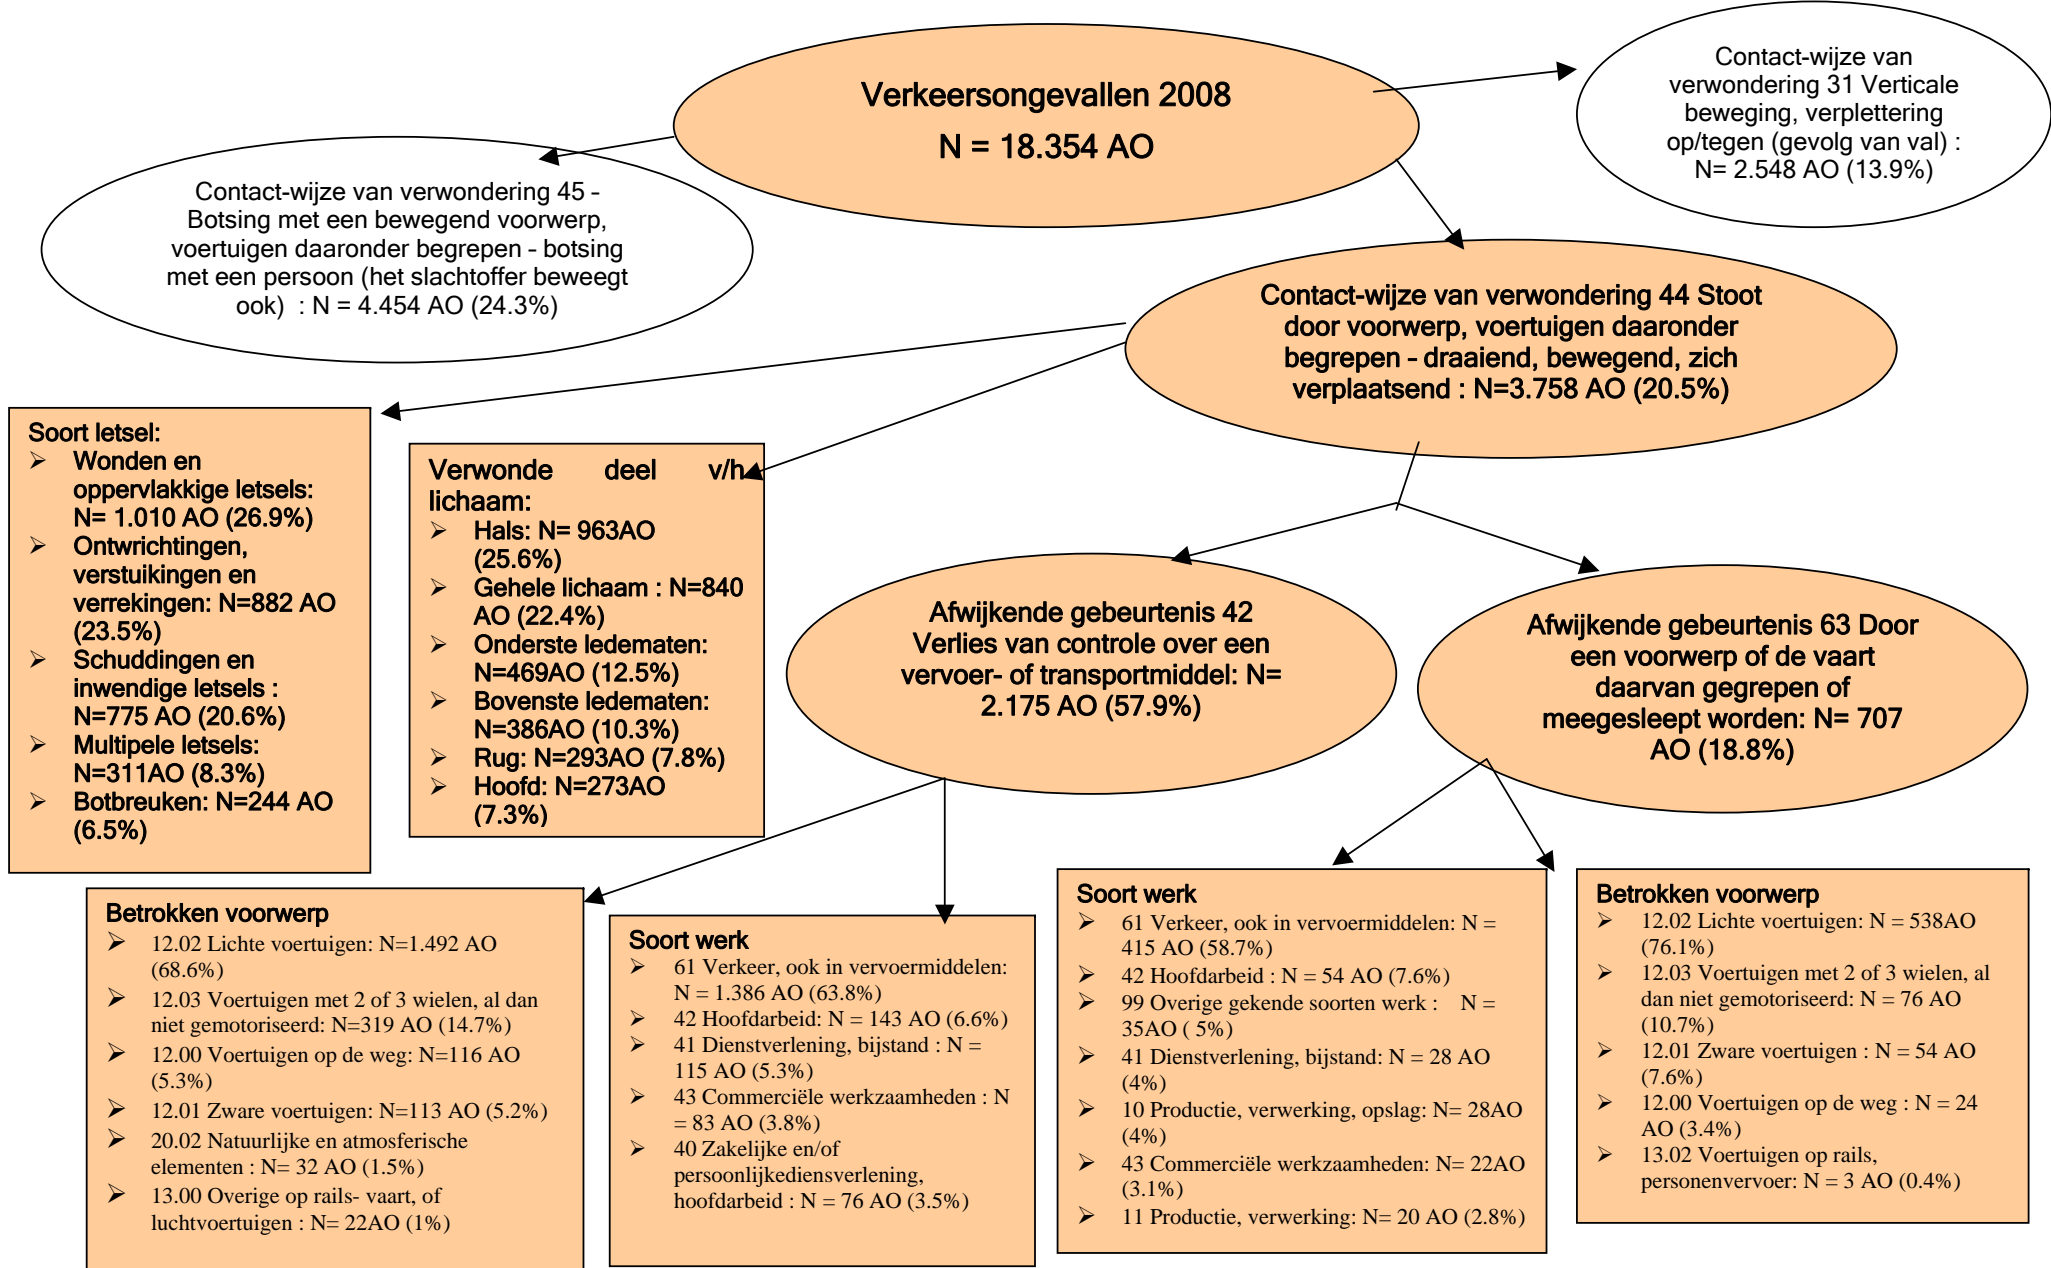 Verkeersongevallen 2008
N = 18.354 AO
Contact-wijze van
verwondering 31 Verticale
beweging, verplettering
op/tegen (gevolg van val) :
N= 2.548 AO (13.9%)
Contact-wijze van verwondering 45 –
Botsing met een bewegend voorwerp,
voertuigen daaronder begrepen – botsing
met een persoon (het slachtoffer beweegt
ook)  : N = 4.454 AO (24.3%)
Contact-wijze van verwondering 44 Stoot
door voorwerp, voertuigen daaronder
begrepen – draaiend, bewegend, zich
verplaatsend : N=3.758 AO (20.5%)
Soort letsel:
➢ Wonden en
oppervlakkige letsels:
N= 1.010 AO (26.9%)
➢ Ontwrichtingen,
verstuikingen en
verrekingen: N=882 AO
(23.5%)
➢ Schuddingen en
inwendige letsels :
N=775 AO (20.6%)
➢ Multipele letsels:
N=311AO (8.3%)
➢ Botbreuken: N=244 AO
(6.5%)
Verwonde deel v/h
lichaam:
➢ Hals: N= 963AO
(25.6%)
➢ Gehele lichaam : N=840
AO (22.4%)
➢ Onderste ledematen:
N=469AO (12.5%)
➢ Bovenste ledematen:
N=386AO (10.3%)
➢ Rug: N=293AO (7.8%)
➢ Hoofd: N=273AO
(7.3%)
Afwijkende gebeurtenis 42
Verlies van controle over een
vervoer- of transportmiddel: N=
2.175 AO (57.9%)
Afwijkende gebeurtenis 63 Door
een voorwerp of de vaart
daarvan gegrepen of
meegesleept worden: N= 707
AO (18.8%)
Betrokken voorwerp
➢ 12.02 Lichte voertuigen: N=1.492 AO
(68.6%)
➢ 12.03 Voertuigen met 2 of 3 wielen, al dan
niet gemotoriseerd: N=319 AO (14.7%)
➢ 12.00 Voertuigen op de weg: N=116 AO
(5.3%)
➢ 12.01 Zware voertuigen: N=113 AO (5.2%)
➢ 20.02 Natuurlijke en atmosferische
elementen : N= 32 AO (1.5%)
➢ 13.00 Overige op rails- vaart, of
luchtvoertuigen : N= 22AO (1%)
Soort werk
➢ 61 Verkeer, ook in vervoermiddelen:
N = 1.386 AO (63.8%)
➢ 42 Hoofdarbeid: N = 143 AO (6.6%)
➢ 41 Dienstverlening, bijstand : N =
115 AO (5.3%)
➢ 43 Commerciële werkzaamheden : N
= 83 AO (3.8%)
➢ 40 Zakelijke en/of
persoonlijkediensverlening,
hoofdarbeid : N = 76 AO (3.5%)
Soort werk
➢ 61 Verkeer, ook in vervoermiddelen: N =
415 AO (58.7%)
➢ 42 Hoofdarbeid : N = 54 AO (7.6%)
➢ 99 Overige gekende soorten werk :   N =
35AO ( 5%)
➢ 41 Dienstverlening, bijstand: N = 28 AO
(4%)
➢ 10 Productie, verwerking, opslag: N= 28AO
(4%)
➢ 43 Commerciële werkzaamheden: N= 22AO
(3.1%)
➢ 11 Productie, verwerking: N= 20 AO (2.8%)
Betrokken voorwerp
➢ 12.02 Lichte voertuigen: N = 538AO
(76.1%)
➢ 12.03 Voertuigen met 2 of 3 wielen, al
dan niet gemotoriseerd: N = 76 AO
(10.7%)
➢ 12.01 Zware voertuigen : N = 54 AO
(7.6%)
➢ 12.00 Voertuigen op de weg : N = 24
AO (3.4%)
➢ 13.02 Voertuigen op rails,
personenvervoer: N = 3 AO (0.4%)